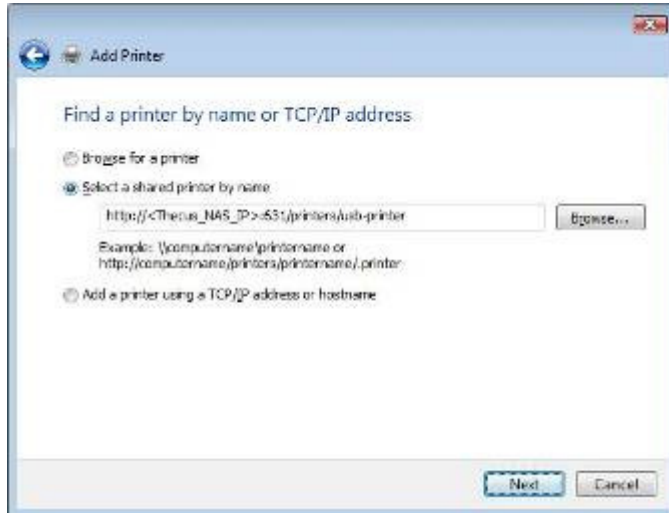 Add Printer
Find a printer by name or TCP/IP address
Browse for a printer
Select a shared printer by name
http://<Thecus_NAS_IP>:631/printers/usb-printer
Browse...
Example: \\computername\printername or
http://computername/printers/printername/.printer
Add a printer using a TCP/IP address or hostname
Next
Cancel